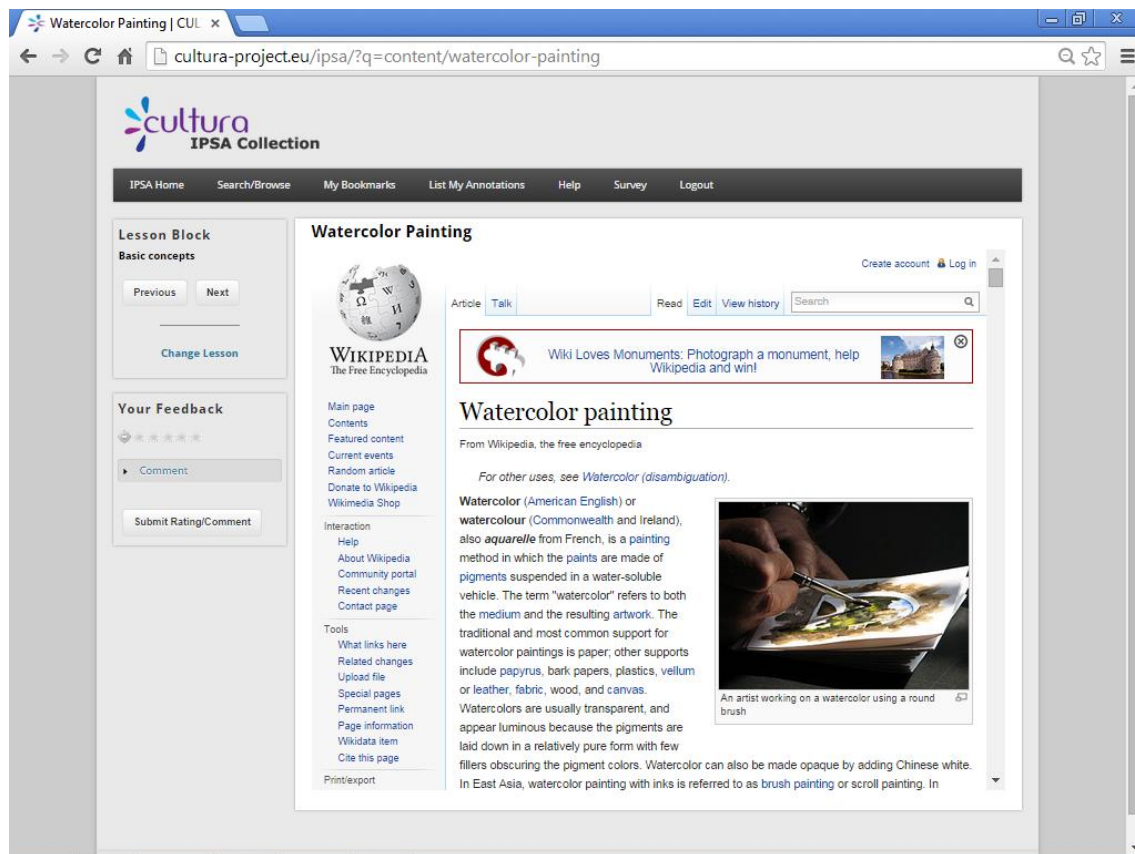 Watercolor Painting | CUL
cultura-project.eu/ipsa/?q=content/watercolor-painting
cultura
IPSA Collection
IPSA Home Search/Browse My Bookmarks List My Annotations Help Survey Logout
Lesson Block
Basic concepts
Previous Next
Change Lesson
Your Feedback
Comment
Submit Rating/Comment
Watercolor Painting
WIKIPEDIA
The Free Encyclopedia
Main page
Contents
Featured content
Current events
Random article
Donate to Wikipedia
Wikimedia Shop
Interaction
Help
About Wikipedia
Community portal
Recent changes
Contact page
Tools
What links here
Related changes
Upload file
Special pages
Permanent link
Page information
Wikidata item
Cite this page
Print/export
Create account Log in
Article Talk Read Edit View history Search
Wiki Loves Monuments: Photograph a monument, help
Wikipedia and win!
Watercolor painting
From Wikipedia, the free encyclopedia
For other uses, see Watercolor (disambiguation).
Watercolor (American English) or
watercolour (Commonwealth and Ireland),
also aquarelle from French, is a painting
method in which the paints are made of
pigments suspended in a water-soluble
vehicle. The term "watercolor" refers to both
the medium and the resulting artwork. The
traditional and most common support for
watercolor paintings is paper; other supports
include papyrus, bark papers, plastics, vellum
or leather, fabric, wood, and canvas.
Watercolors are usually transparent, and
appear luminous because the pigments are
laid down in a relatively pure form with few
fillers obscuring the pigment colors. Watercolor can also be made opaque by adding Chinese white.
In East Asia, watercolor painting with inks is referred to as brush painting or scroll painting. In
An artist working on a watercolor using a round
brush